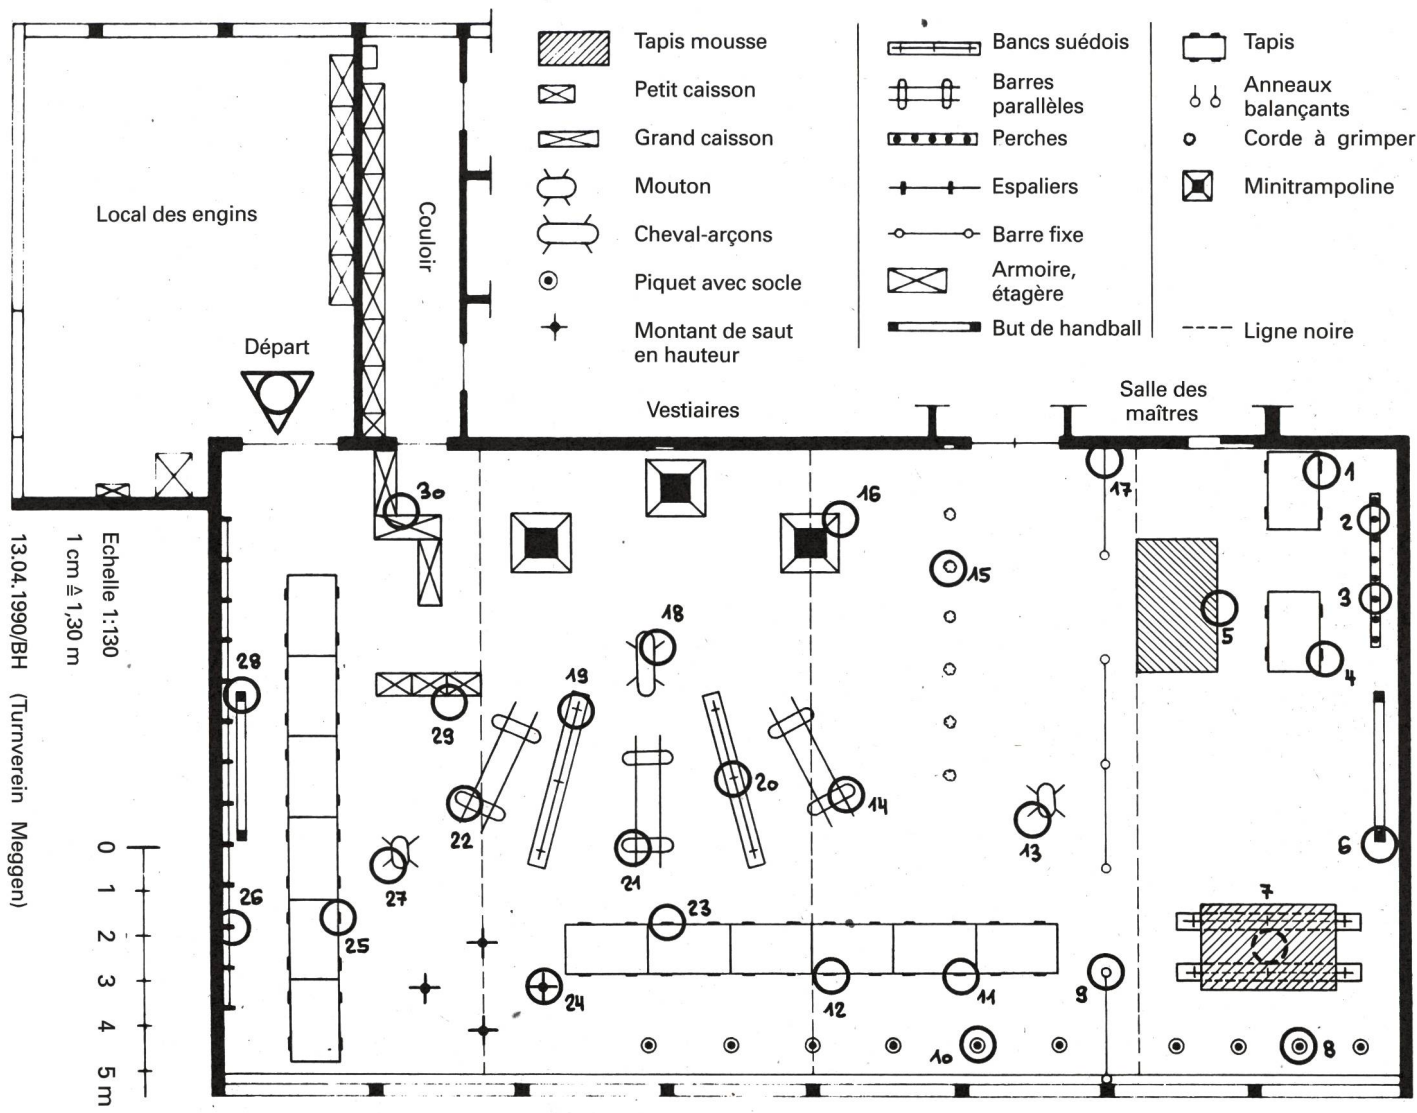 Tapis mousse
Petit caisson
Grand caisson
Mouton
Cheval-arçons
Piquet avec socle
Montant de saut
en hauteur
Bancs suédois
Barres
parallèles
Perches
Espaliers
Barre fixe
Armoire,
étagère
But de handball
Tapis
Anneaux
balançants
Corde à grimper
Minitrampoline
Ligne noire
Local des engins
Couloir
Départ
Vestiaires
Salle des
maîtres
1
2
3
4
5
6
7
8
9
10
11
12
13
14
15
16
17
18
19
20
21
22
23
24
25
26
27
28
29
30
Echelle 1:130
1 cm ≙ 1,30 m
13.04.1990/BH (Turnverein Meggen)
0
1
2
3
4
5 m